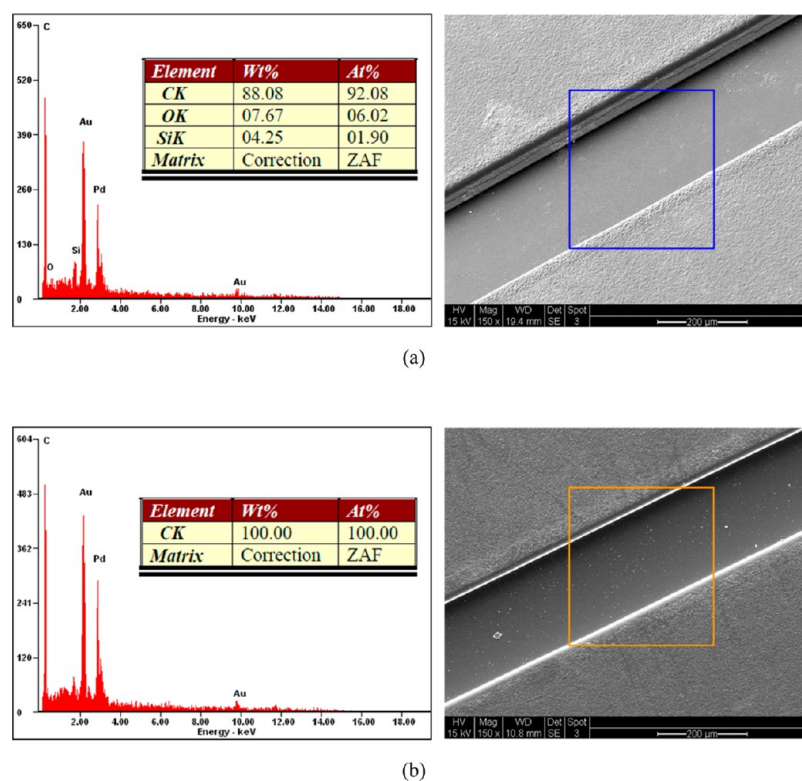 650
C
520
390
260
130
0
Au
Pd
Si
O
Au
2.00 4.00 6.00 8.00 10.00 12.00 14.00 16.00 18.00
Energy - keV
Element Wt% At%
CK 88.08 92.08
OK 07.67 06.02
SiK 04.25 01.90
Matrix Correction ZAF
HV Mag WD Det Spot
15 kV 150 x 19.4 mm SE 3 200 µm
(a)
604
C
483
362
241
120
0
Au
Pd
Au
2.00 4.00 6.00 8.00 10.00 12.00 14.00 16.00 18.00
Energy - keV
Element Wt% At%
CK 100.00 100.00
Matrix Correction ZAF
HV Mag WD Det Spot
15 kV 150 x 10.8 mm SE 3 200 µm
(b)